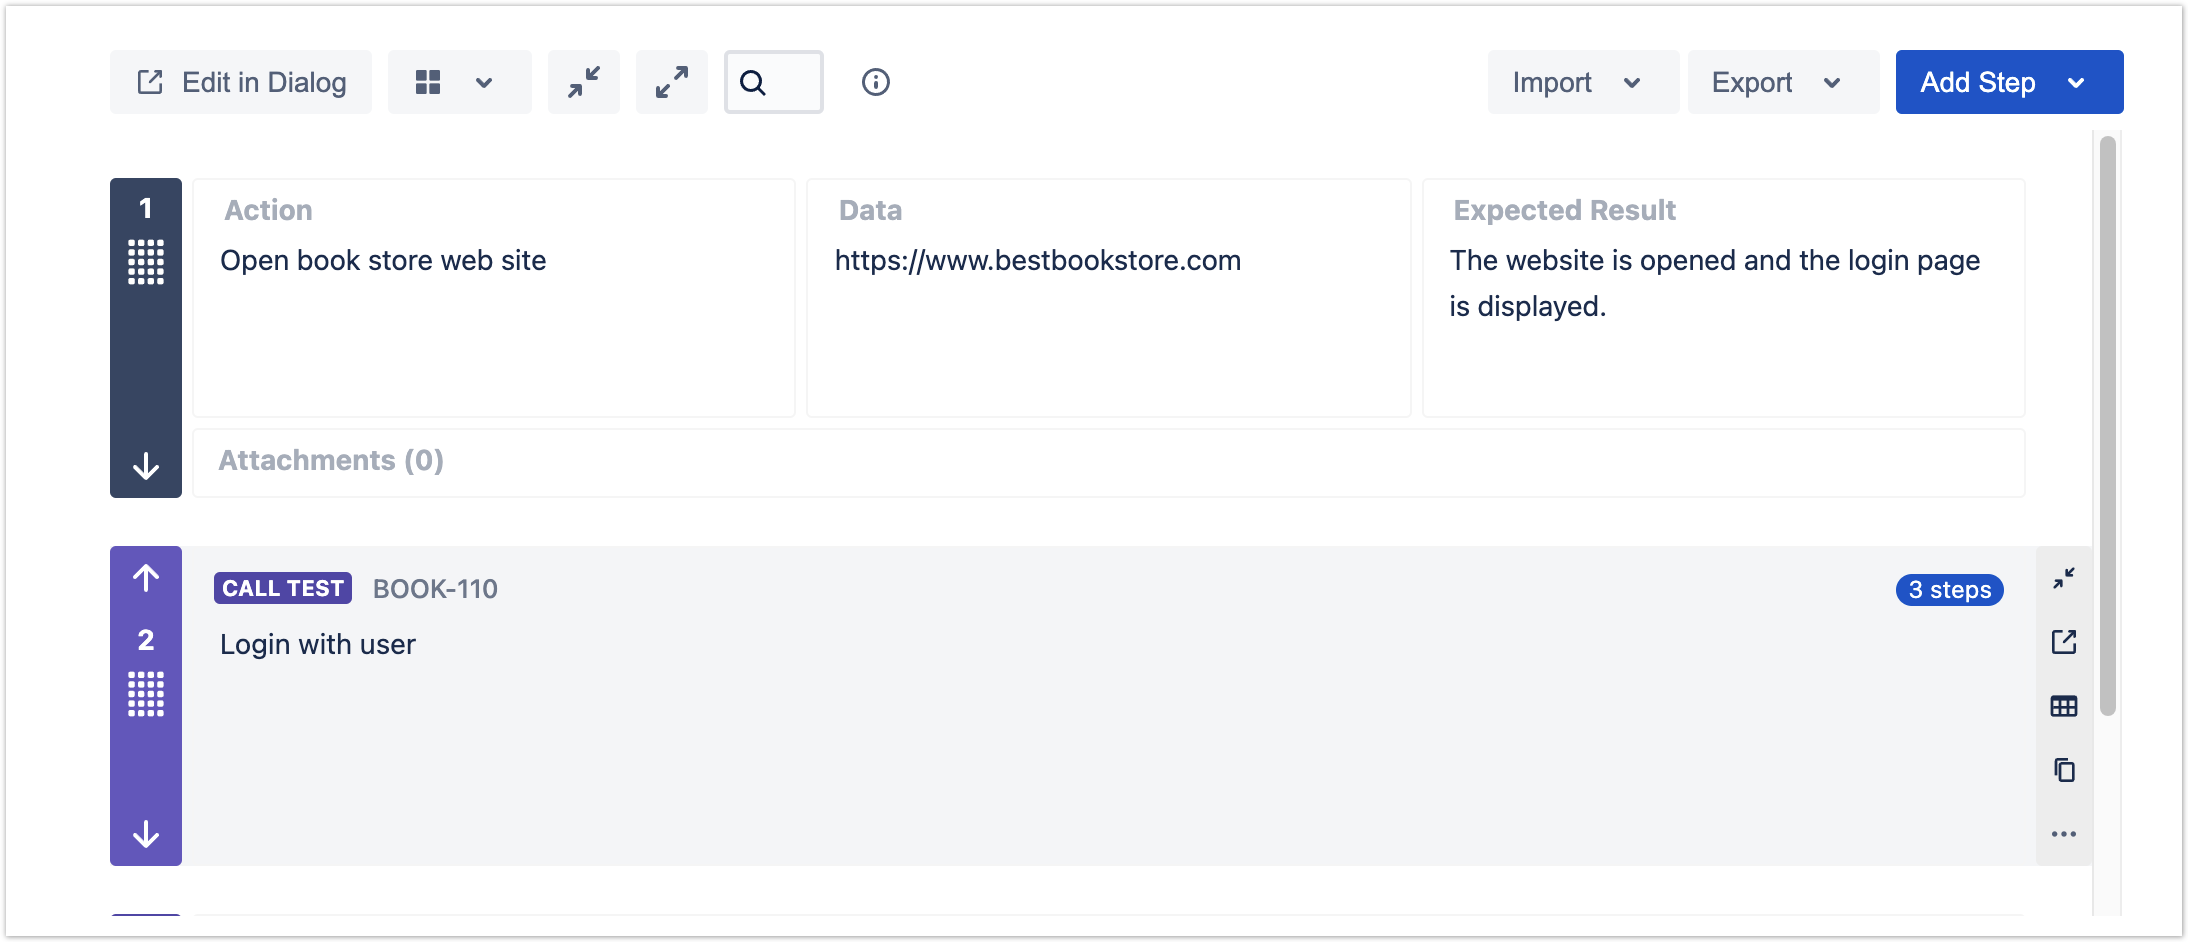 Edit in Dialog
Import
Export
Add Step
1
Action
Open book store web site
Data
https://www.bestbookstore.com
Expected Result
The website is opened and the login page
is displayed.
Attachments (0)
2
CALL TEST BOOK-110
3 steps
Login with user